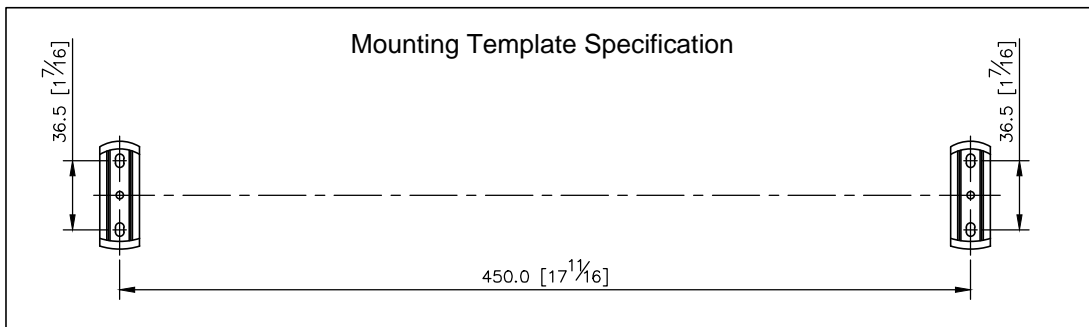 Mounting Template Specification
36.5 [1 7/16]
36.5 [1 7/16]
450.0 [17 11/16]